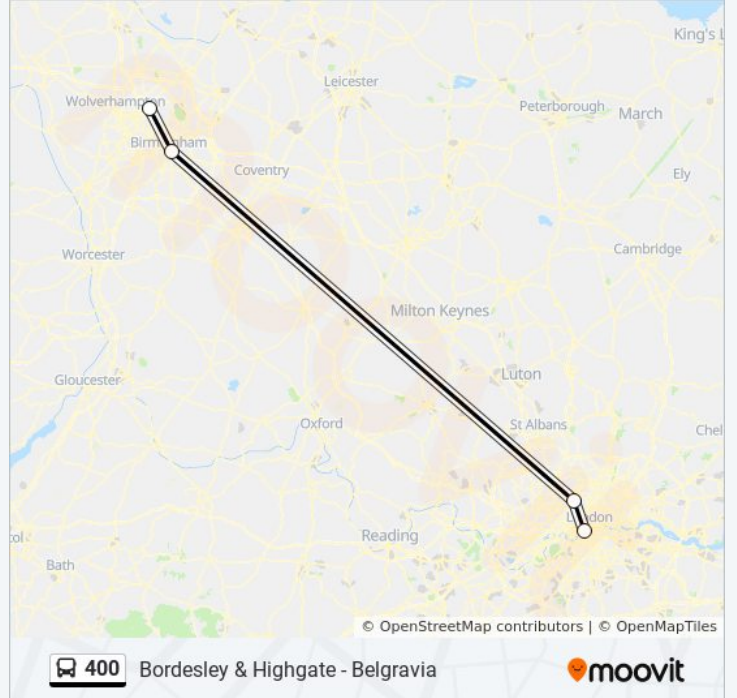 King's L
Leicester
Wolverhampton
Peterborough
March
Birmingham
Coventry
Ely
Worcester
Cambridge
Milton Keynes
Gloucester
Luton
Oxford
St Albans
Chel
London
Reading
ol
Bath
© OpenStreetMap contributors | © OpenMapTiles
400 Bordesley & Highgate - Belgravia
moovit